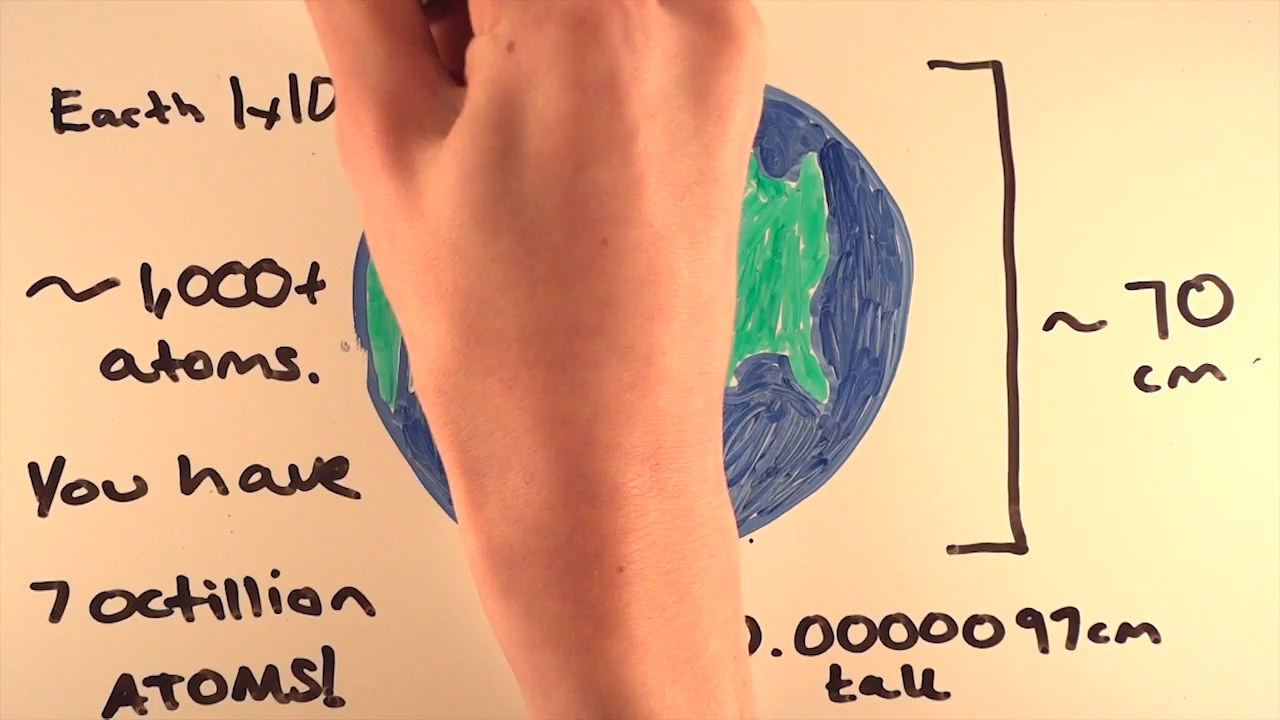 Earth 1x10
~ 1,000+
atoms.
You have
7 octillion
ATOMS!
~ 70
cm
0.0000097cm
tall